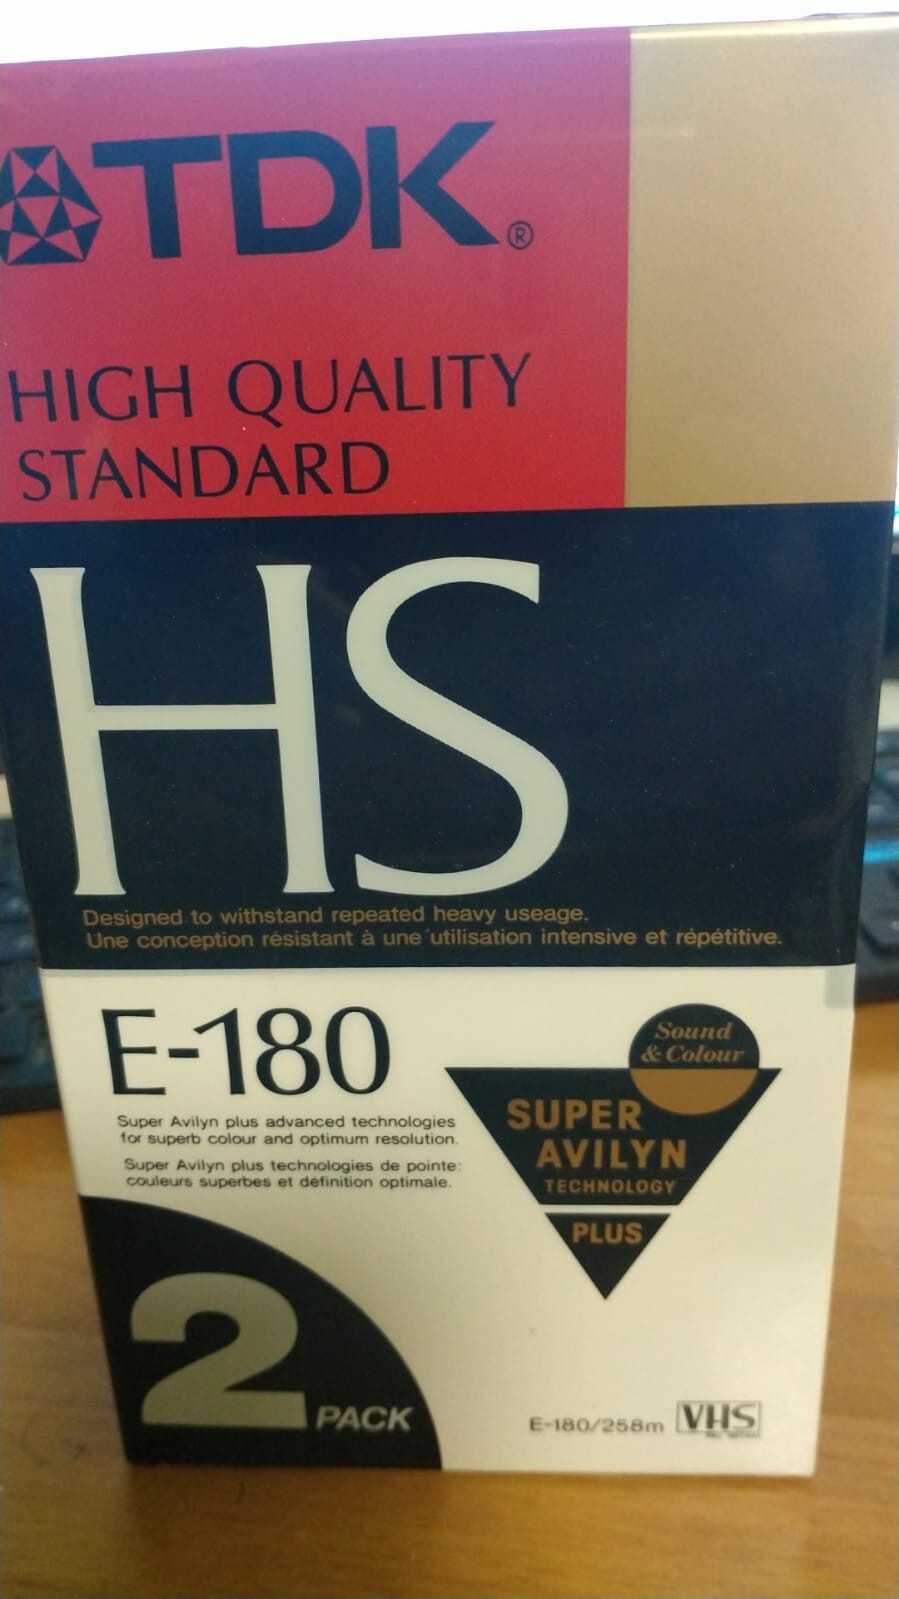 TDK®
HIGH QUALITY
STANDARD
HS
Designed to withstand repeated heavy useage.
Une conception résistant à une utilisation intensive et répétitive.
E-180
Super Avilyn plus advanced technologies
for superb colour and optimum resolution.
Super Avilyn plus technologies de pointe:
couleurs superbes et définition optimale.
Sound
& Colour
SUPER
AVILYN
TECHNOLOGY
PLUS
2 PACK
E-180/258m VHS